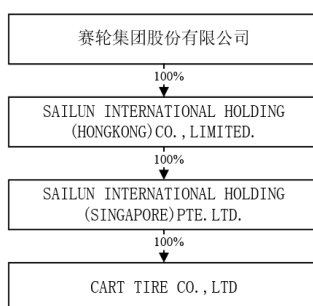 赛轮集团股份有限公司
100%
SAILUN INTERNATIONAL HOLDING
(HONGKONG)CO.,LIMITED.
100%
SAILUN INTERNATIONAL HOLDING
(SINGAPORE)PTE.LTD.
100%
CART TIRE CO.,LTD